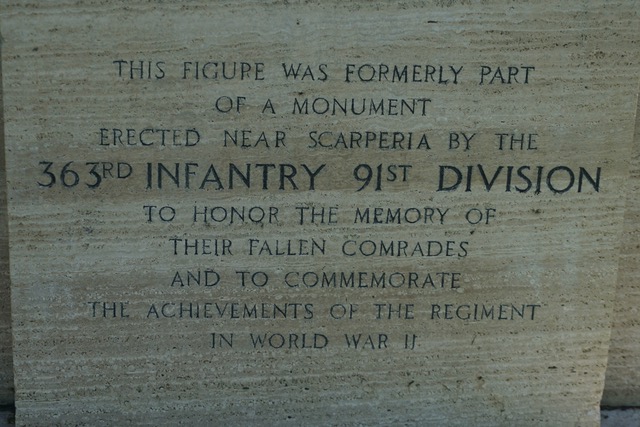 THIS FIGURE WAS FORMERLY PART
OF A MONUMENT
ERECTED NEAR SCARPERIA BY THE
363RD INFANTRY 91ST DIVISION
TO HONOR THE MEMORY OF
THEIR FALLEN COMRADES
AND TO COMMEMORATE
THE ACHIEVEMENTS OF THE REGIMENT
IN WORLD WAR II